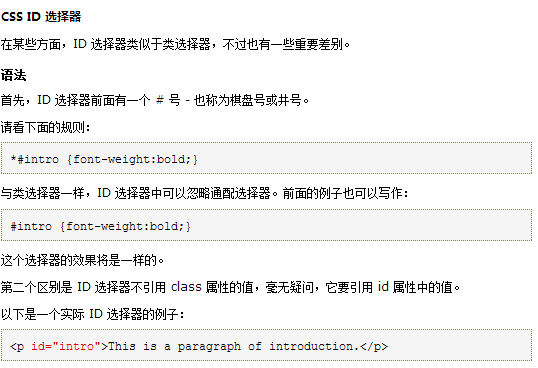 CSS ID 选择器
在某些方面，ID 选择器类似于类选择器，不过也有一些重要差别。
语法
首先，ID 选择器前面有一个 # 号 - 也称为棋盘号或井号。
请看下面的规则：
*#intro {font-weight:bold;}
与类选择器一样，ID 选择器中可以忽略通配选择器。前面的例子也可以写作：
#intro {font-weight:bold;}
这个选择器的效果将是一样的。
第二个区别是 ID 选择器不引用 class 属性的值，毫无疑问，它要引用 id 属性中的值。
以下是一个实际 ID 选择器的例子：
<p id="intro">This is a paragraph of introduction.</p>